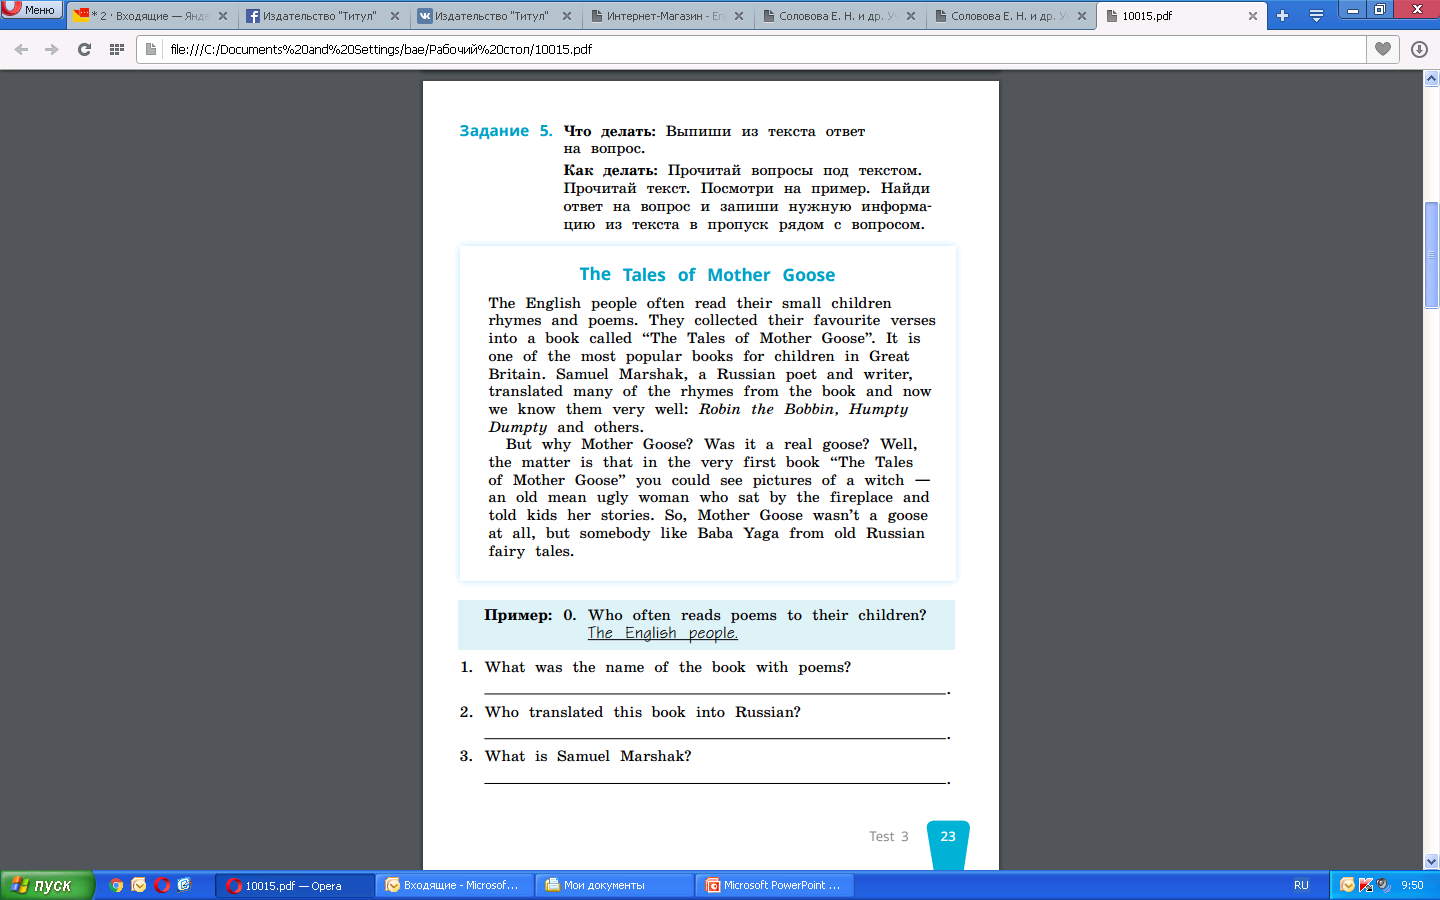 Меню
* 2 · Входящие — Янде
Издательство "Титул"
Издательство "Титул"
Интернет-Магазин - En
Соловова Е. Н. и др. Уч
Соловова Е. Н. и др. Уч
10015.pdf
file:///C:/Documents%20and%20Settings/bae/Рабочий%20стол/10015.pdf
Задание 5. Что делать: Выпиши из текста ответ
на вопрос.
Как делать: Прочитай вопросы под текстом.
Прочитай текст. Посмотри на пример. Найди
ответ на вопрос и запиши нужную информа-
цию из текста в пропуск рядом с вопросом.
The Tales of Mother Goose
The English people often read their small children
rhymes and poems. They collected their favourite verses
into a book called “The Tales of Mother Goose”. It is
one of the most popular books for children in Great
Britain. Samuel Marshak, a Russian poet and writer,
translated many of the rhymes from the book and now
we know them very well: Robin the Bobbin, Humpty
Dumpty and others.
But why Mother Goose? Was it a real goose? Well,
the matter is that in the very first book “The Tales
of Mother Goose” you could see pictures of a witch —
an old mean ugly woman who sat by the fireplace and
told kids her stories. So, Mother Goose wasn’t a goose
at all, but somebody like Baba Yaga from old Russian
fairy tales.
Пример: 0. Who often reads poems to their children?
The English people.
1. What was the name of the book with poems?
.
2. Who translated this book into Russian?
.
3. What is Samuel Marshak?
.
Test 3 23
пуск
10015.pdf — Opera
Входящие - Microsof...
Мои документы
Microsoft PowerPoint ...
RU
9:50